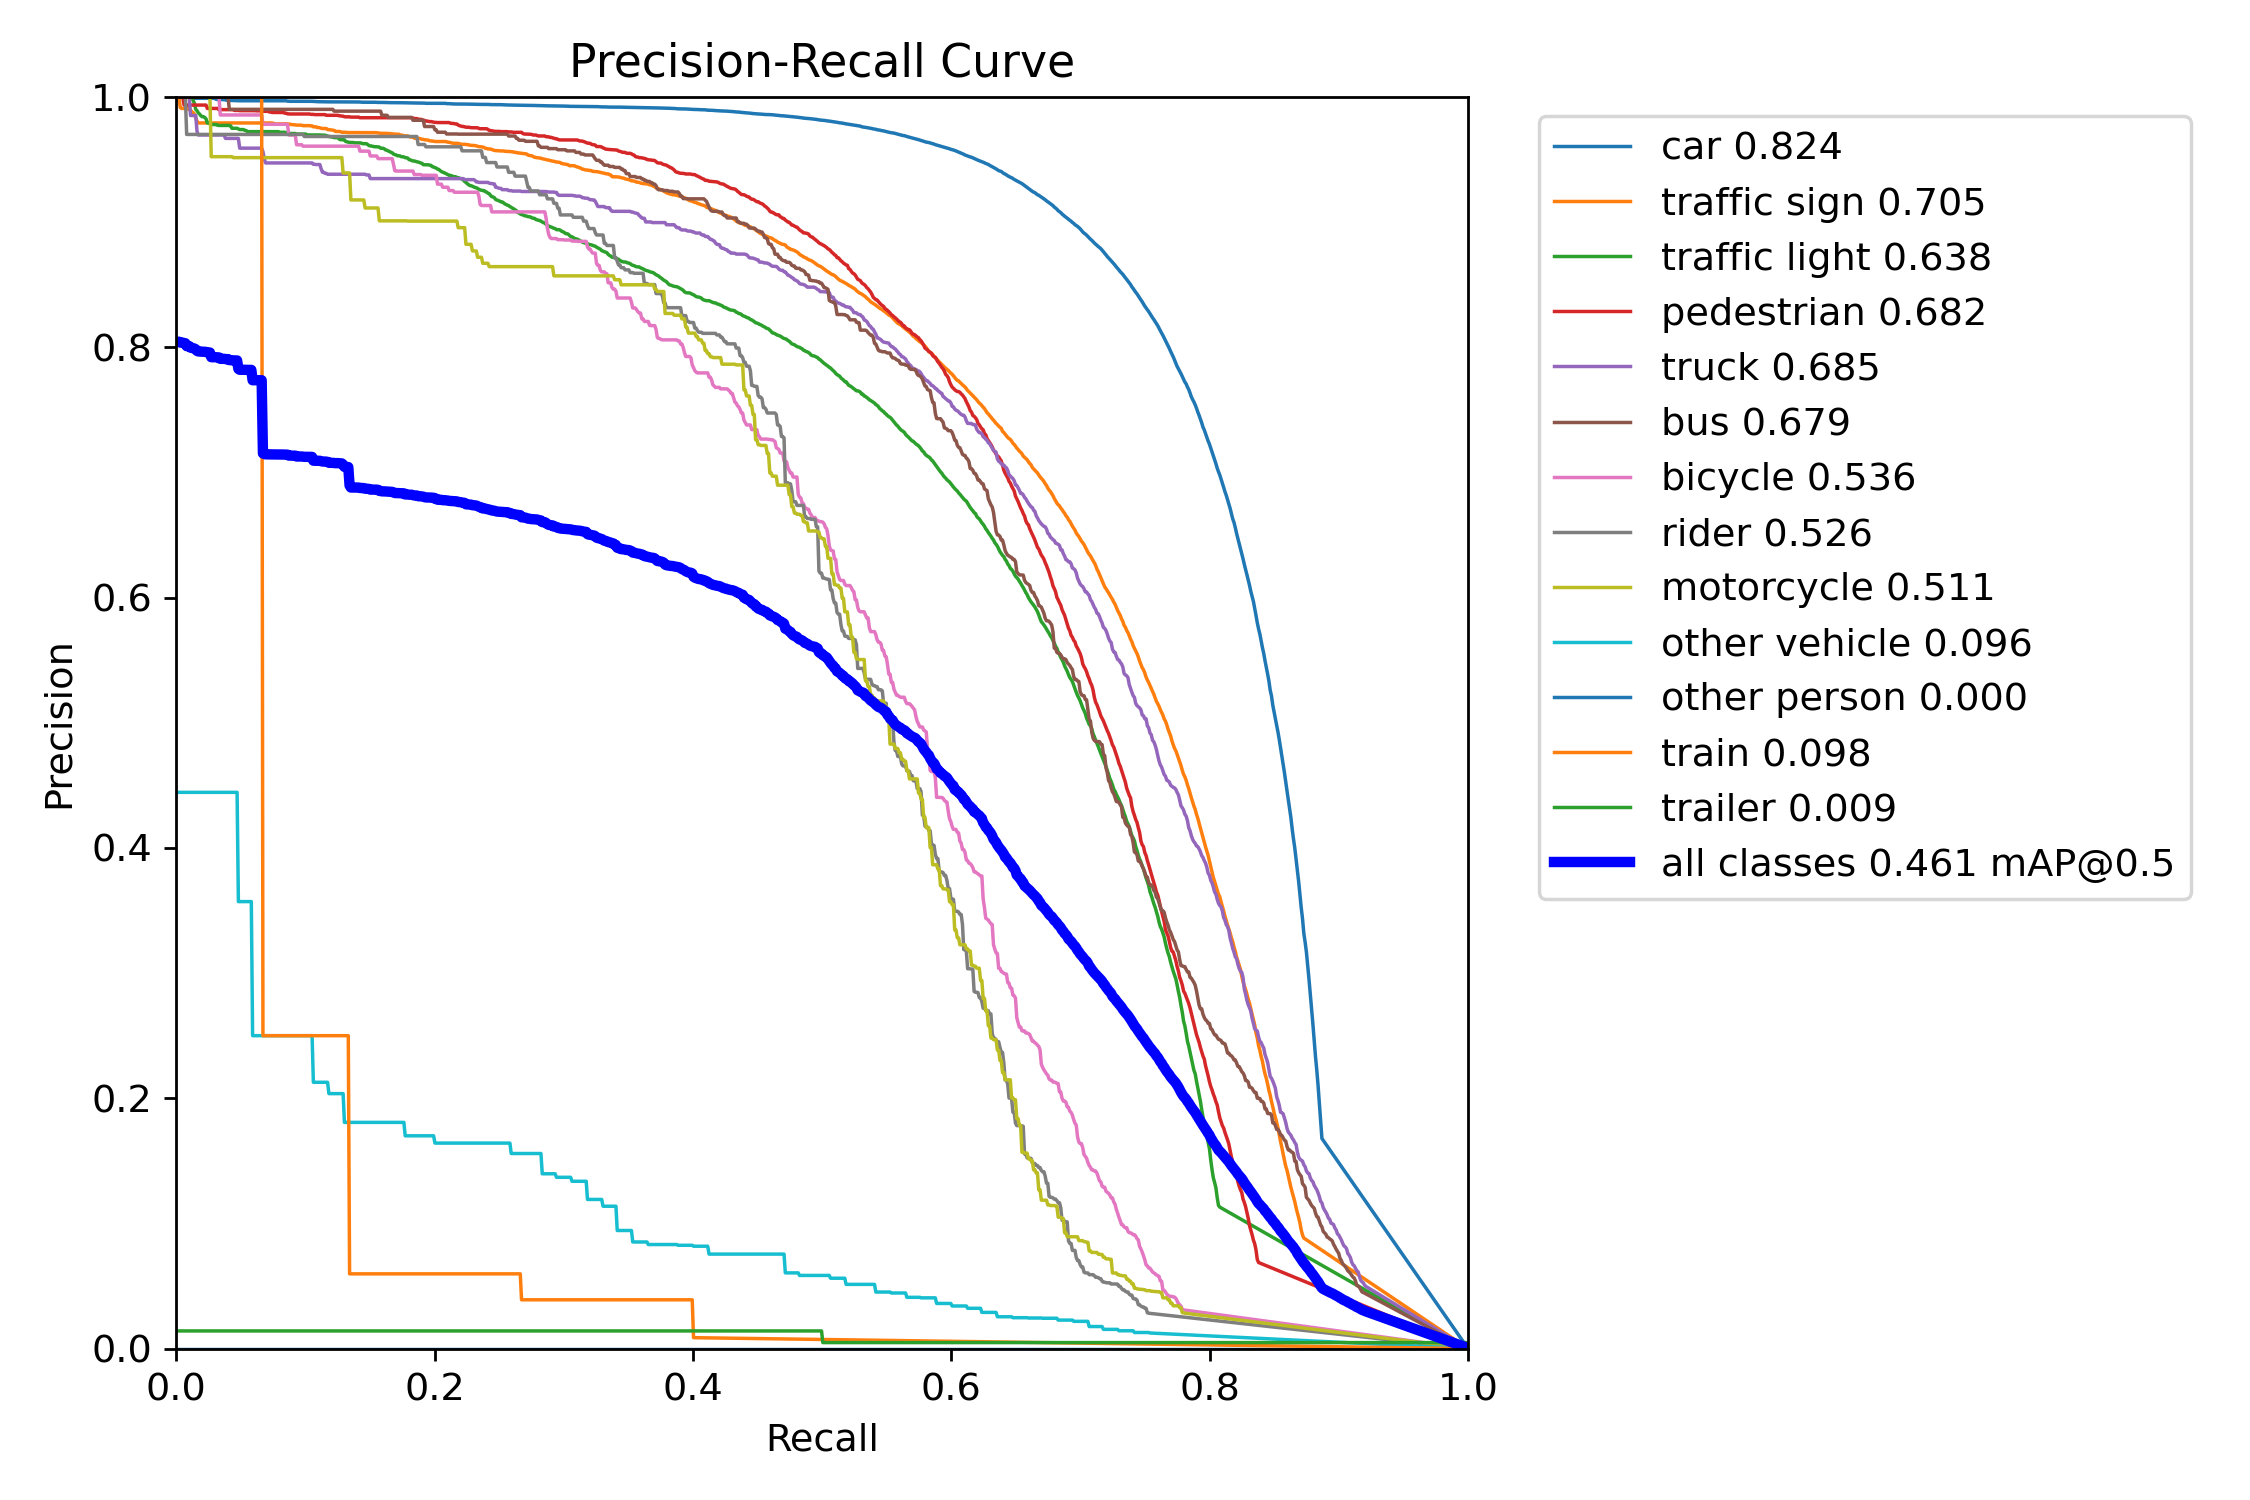 Precision-Recall Curve
1.0
0.8
0.6
0.4
0.2
0.0
Precision
0.0 0.2 0.4 0.6 0.8 1.0
Recall
car 0.824
traffic sign 0.705
traffic light 0.638
pedestrian 0.682
truck 0.685
bus 0.679
bicycle 0.536
rider 0.526
motorcycle 0.511
other vehicle 0.096
other person 0.000
train 0.098
trailer 0.009
all classes 0.461 mAP@0.5